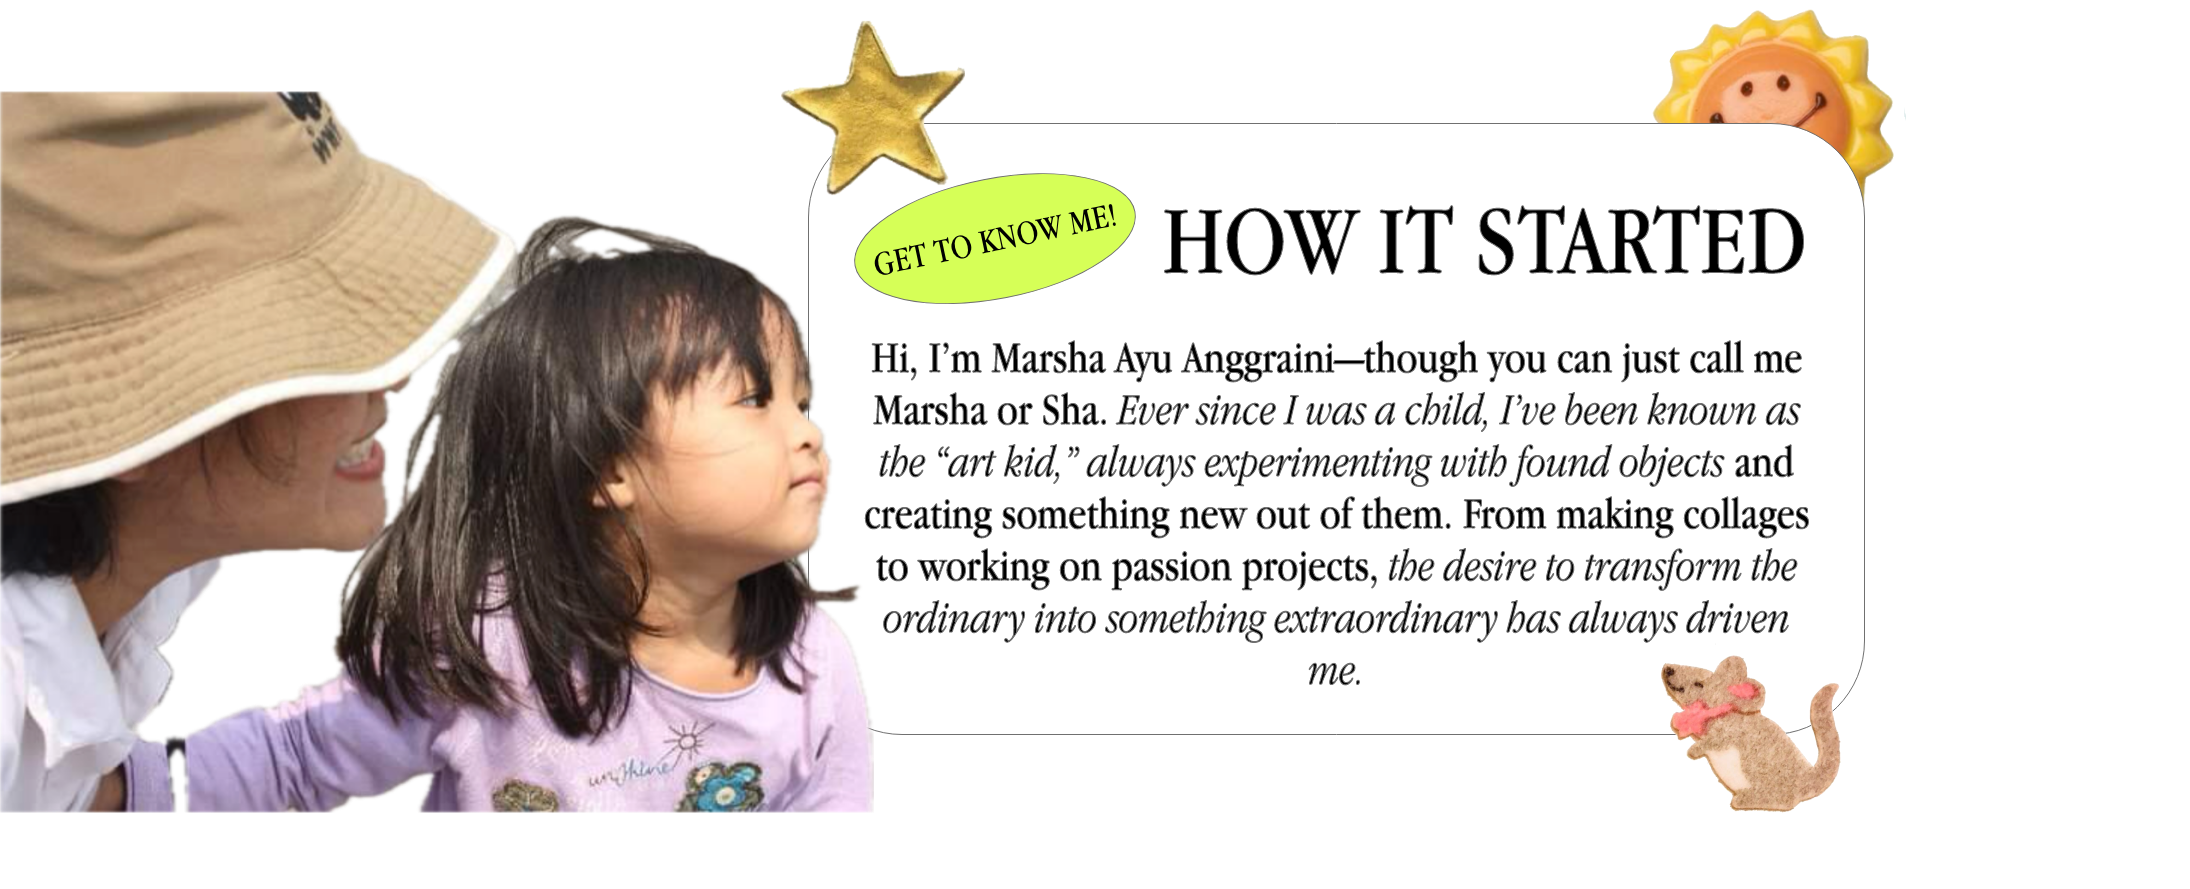 GET TO KNOW ME!
HOW IT STARTED
Hi, I’m Marsha Ayu Anggraini—though you can just call me
Marsha or Sha. Ever since I was a child, I’ve been known as
the “art kid,” always experimenting with found objects and
creating something new out of them. From making collages
to working on passion projects, the desire to transform the
ordinary into something extraordinary has always driven
me.